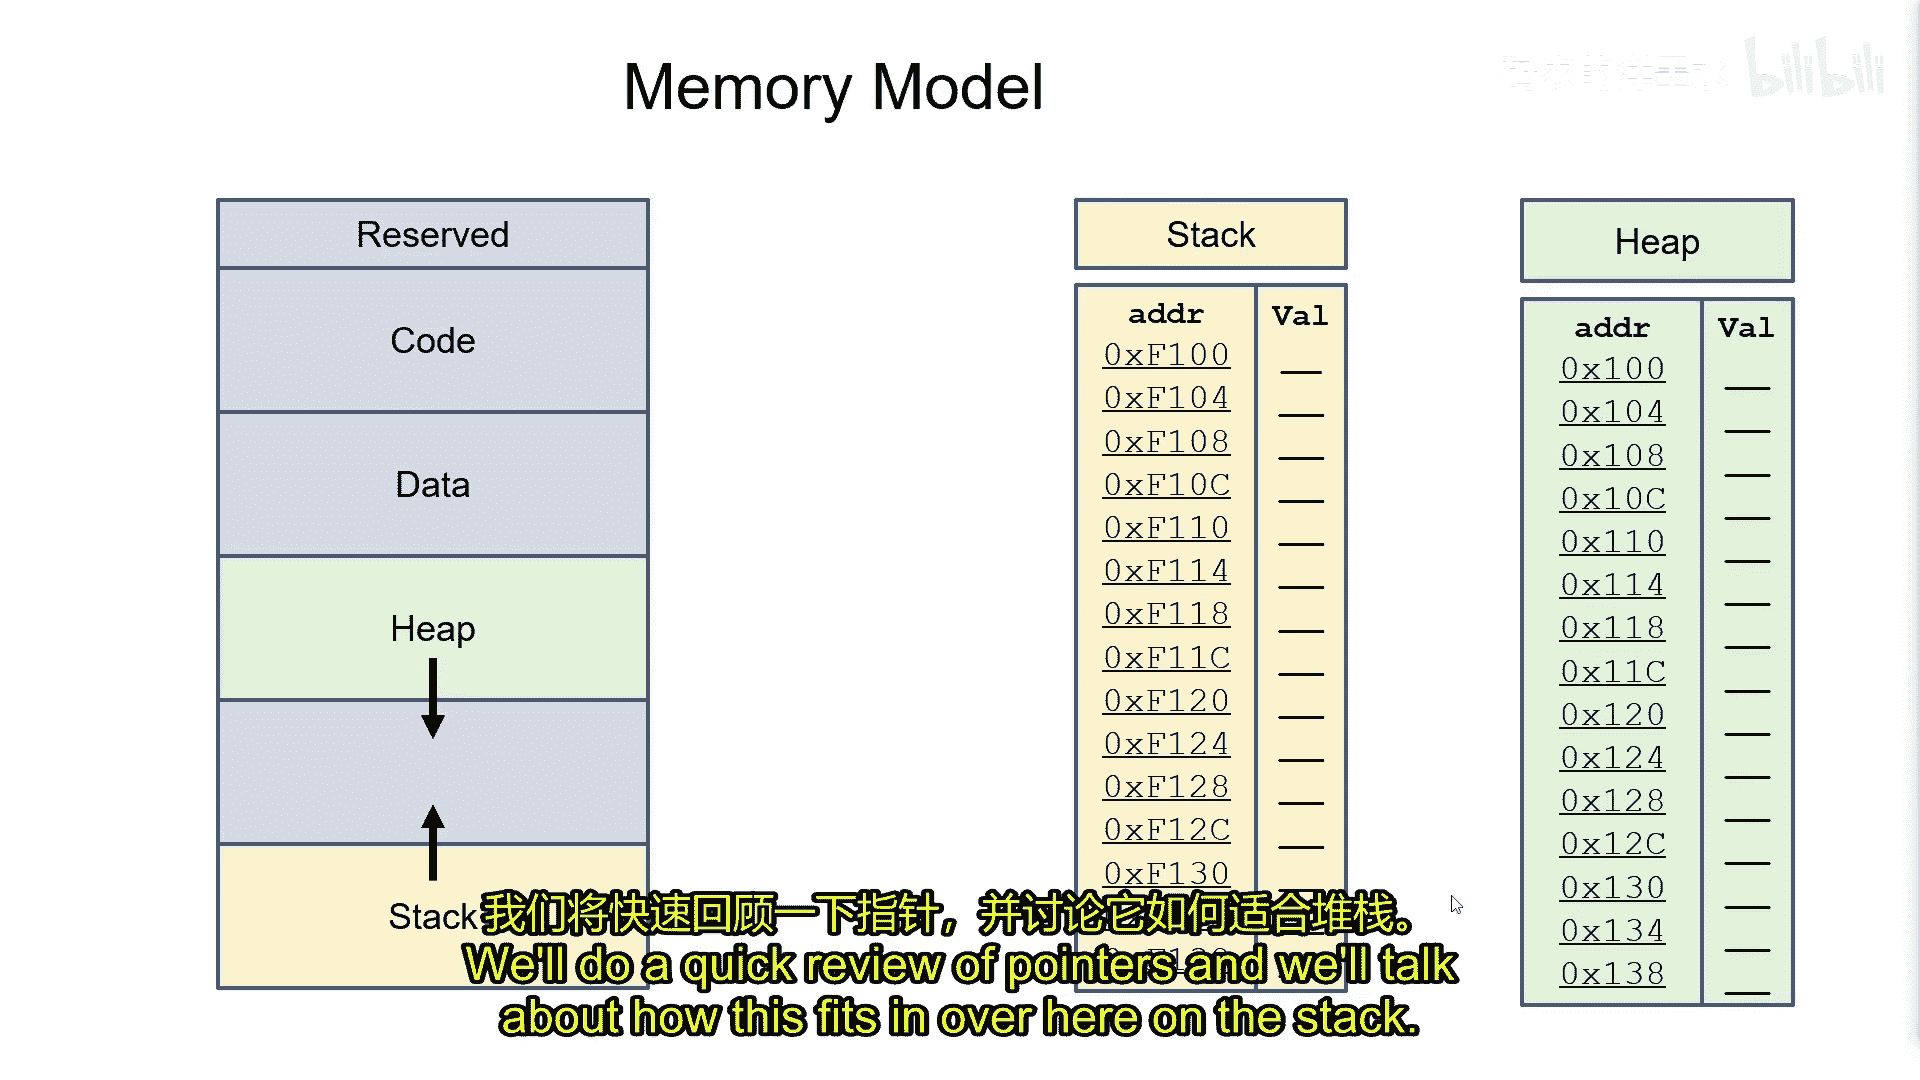 Memory Model
bilibili
Reserved
Code
Data
Heap
Stack
Stack
addr Val
0xF100
0xF104
0xF108
0xF10C
0xF110
0xF114
0xF118
0xF11C
0xF120
0xF124
0xF128
0xF12C
0xF130
Heap
addr Val
0x100
0x104
0x108
0x10C
0x110
0x114
0x118
0x11C
0x120
0x124
0x128
0x12C
0x130
0x134
0x138
我们将快速回顾一下指针，并讨论它如何适合堆栈。
We'll do a quick review of pointers and we'll talk
about how this fits in over here on the stack.